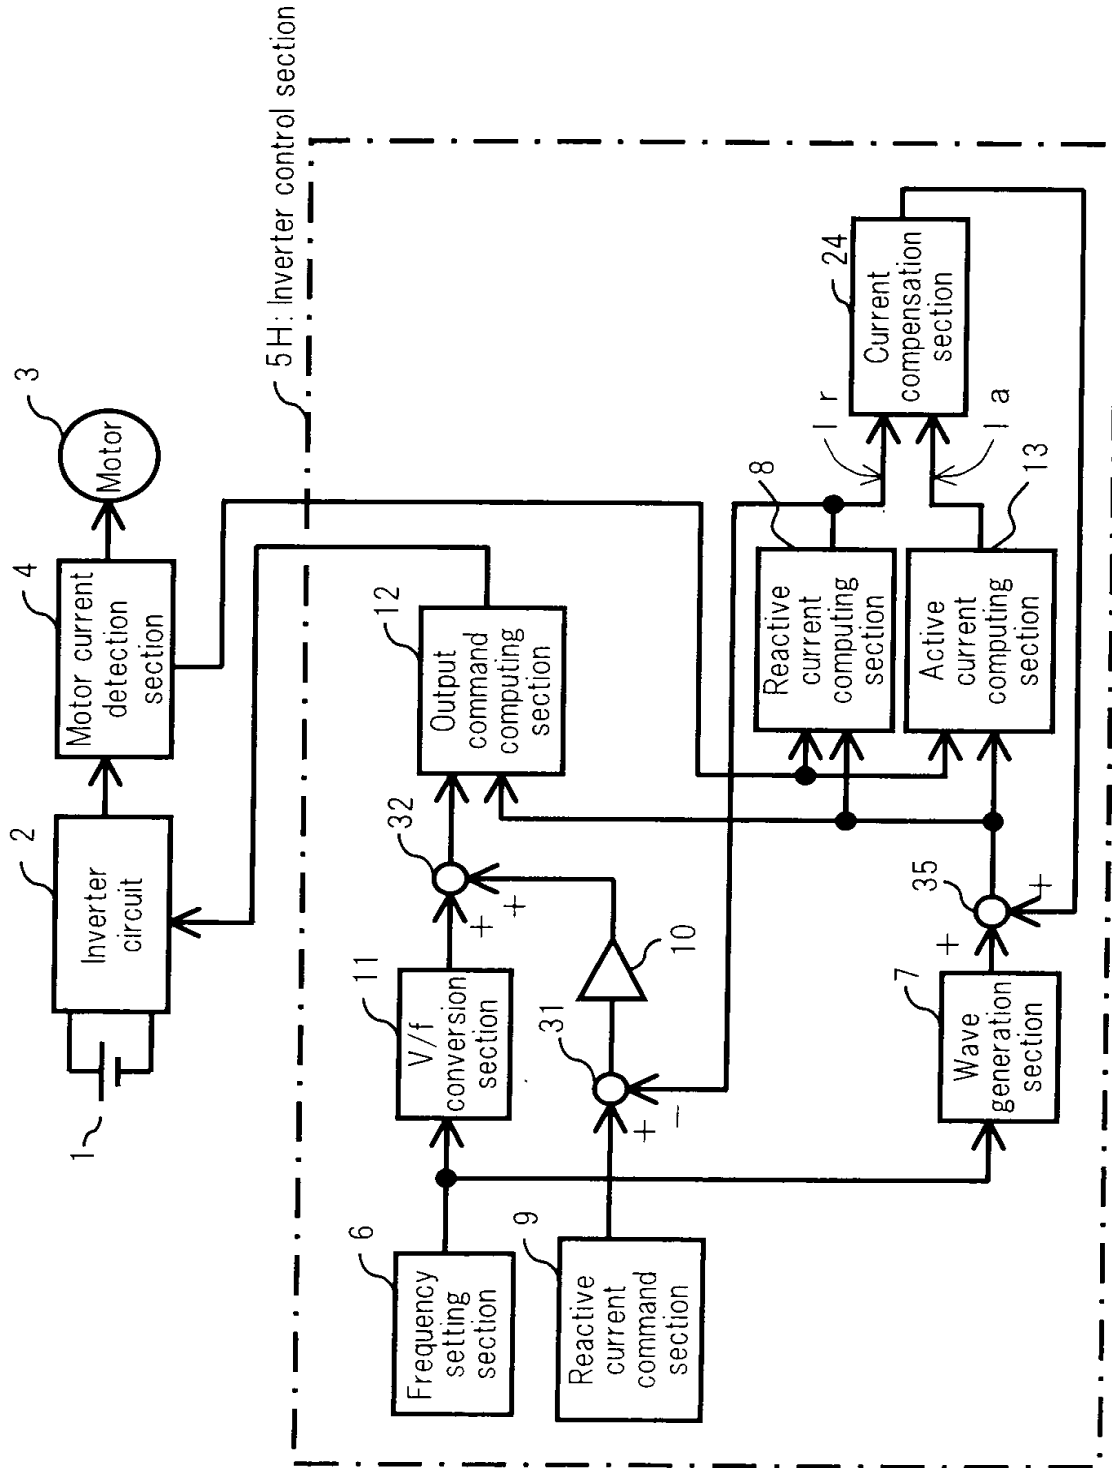 1
2
Inverter
circuit
4
Motor current
detection
section
3
Motor
5H: Inverter control section
6
Frequency
setting
section
11
V/f
conversion
section
32
+
+
12
Output
command
computing
section
9
Reactive
current
command
section
31
+
−
10
8
Reactive
current
computing
section
I r
24
Current
compensation
section
I a
7
Wave
generation
section
35
+
+
13
Active
current
computing
section